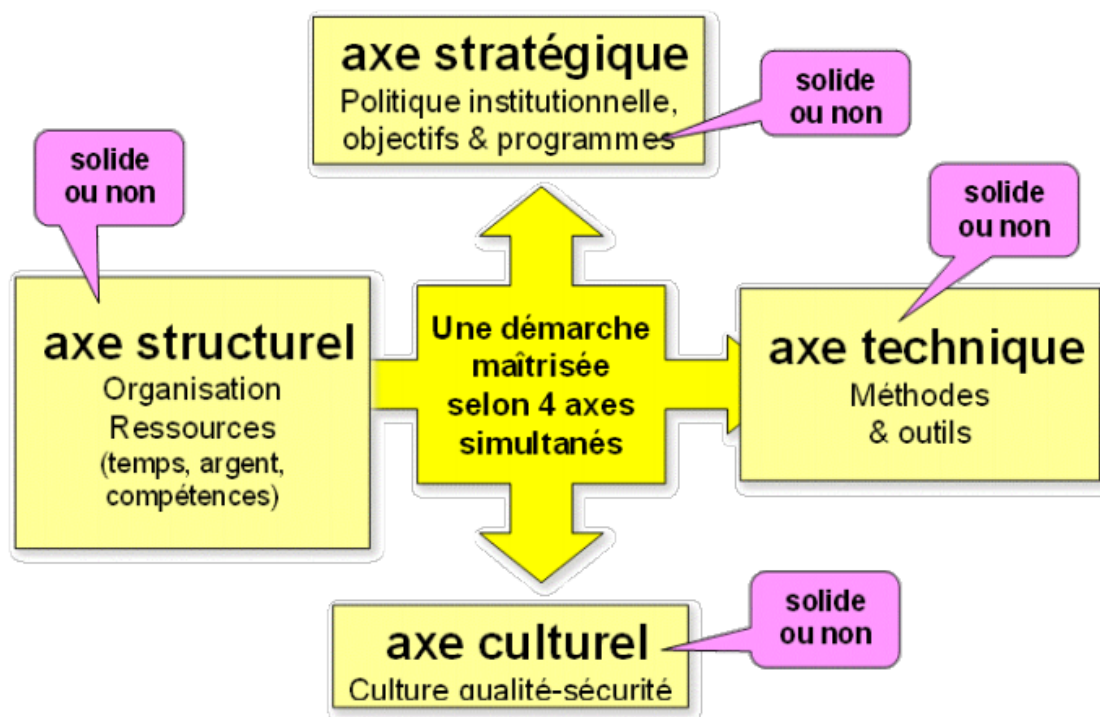 axe stratégique
Politique institutionnelle,
objectifs & programmes
solide
ou non
solide
ou non
solide
ou non
axe structurel
Organisation
Ressources
(temps, argent,
compétences)
Une démarche
maîtrisée
selon 4 axes
simultanés
axe technique
Méthodes
& outils
axe culturel
Culture qualité-sécurité
solide
ou non